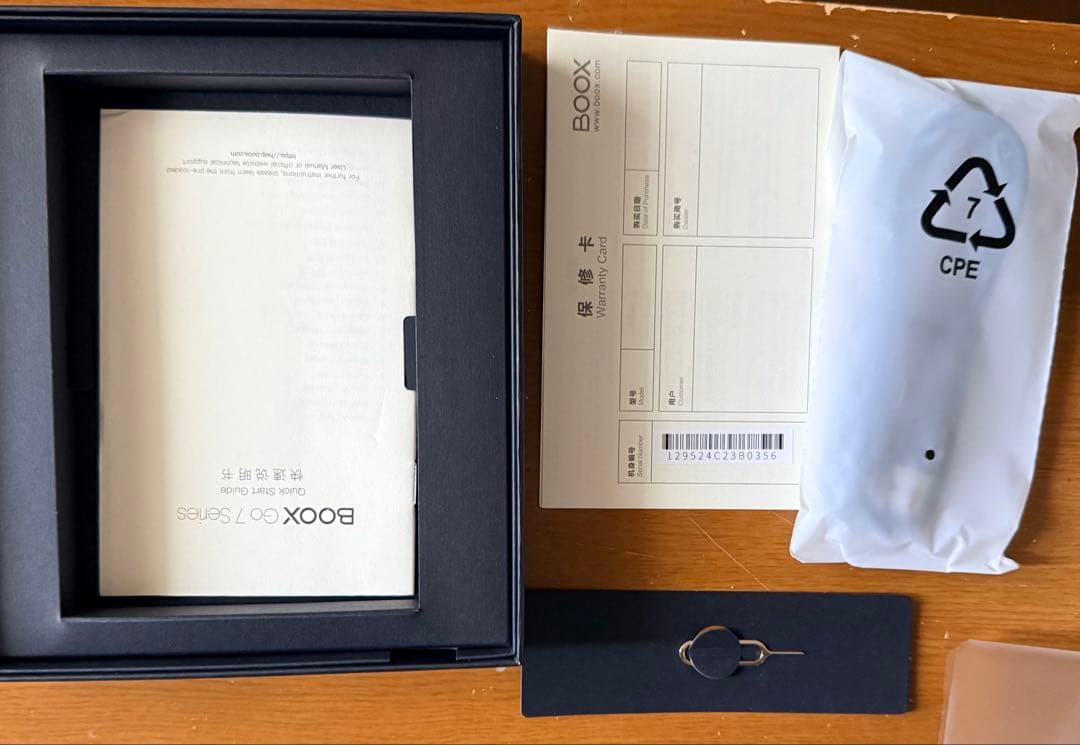 BOOX Go 7 Series
Quick Start Guide
快速说明书
For further instructions, please learn from the pre-loaded
User Manual or official website technical support
https://help.boox.com
BOOX
www.boox.com
保修卡
Warranty Card
购买日期
Date of Purchase
型号
Model
购买商号
Dealer
用户
Customer
机身编号
Serial Number
129524C23B0356
7
CPE